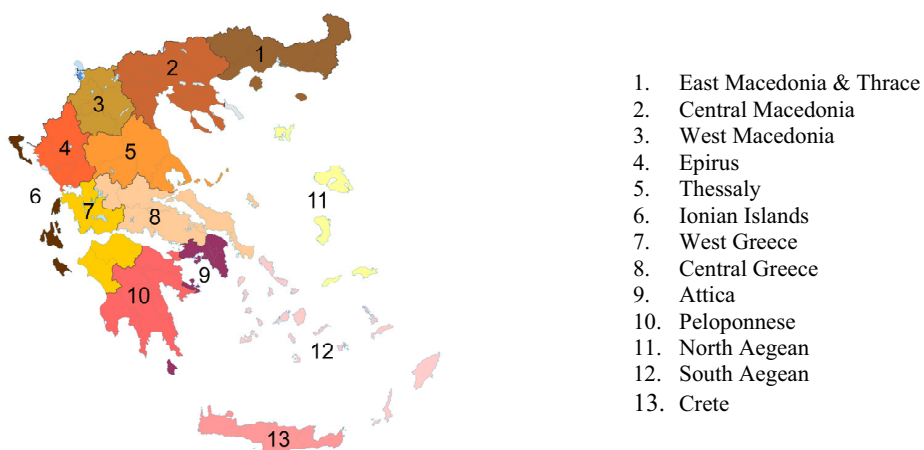 1
2
3
4
5
6
7
8
9
10
11
12
13
1. East Macedonia & Thrace
2. Central Macedonia
3. West Macedonia
4. Epirus
5. Thessaly
6. Ionian Islands
7. West Greece
8. Central Greece
9. Attica
10. Peloponnese
11. North Aegean
12. South Aegean
13. Crete